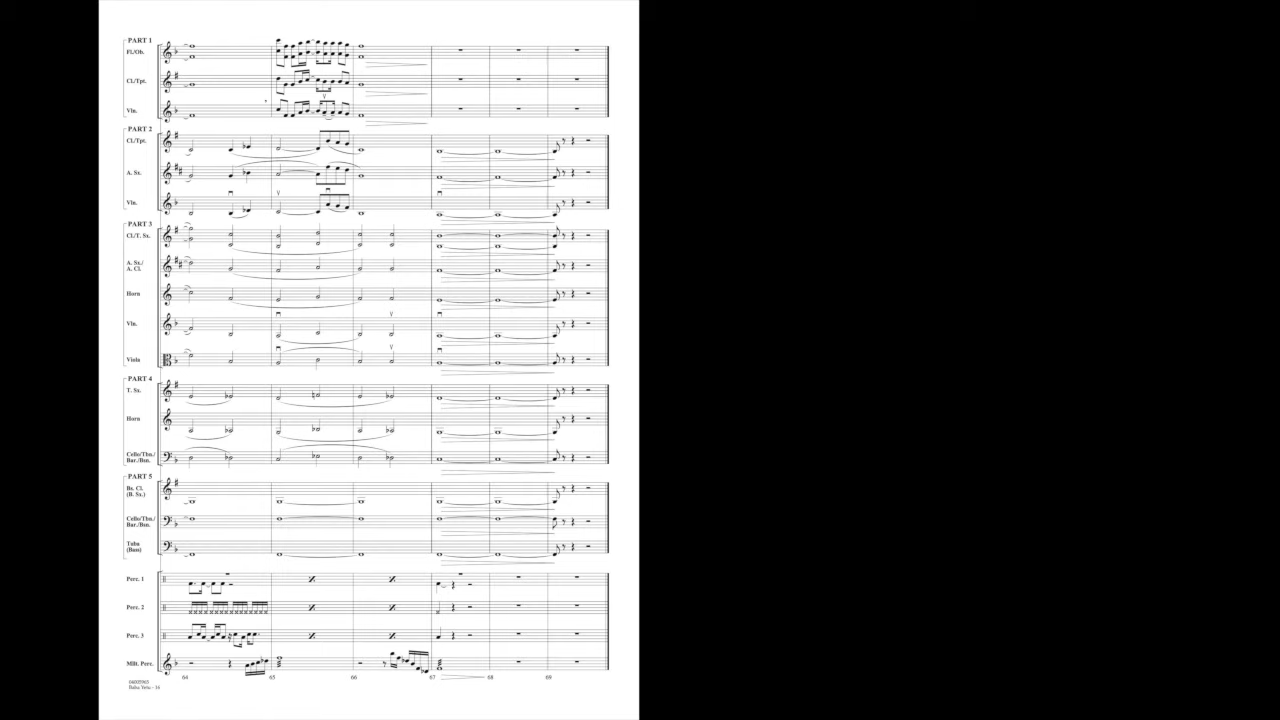 PART 1
Fl/Ob.
Cl./Tpt.
Vln.
PART 2
Cl./Tpt.
A. Sx.
Vln.
PART 3
Cl./T. Sx.
A. Sx./
A. Cl.
Horn
Vln.
Viola
PART 4
T. Sx.
Horn
Cello/Tbn./
Bar./Bsn.
PART 5
Bs. Cl.
(B. Sx.)
Cello/Tbn./
Bar./Bsn.
Tuba
(Bass)
Perc. 1
Perc. 2
Perc. 3
Mllt. Perc.
64 65 66 67 68 69
04005963
Baba Yetu - 16